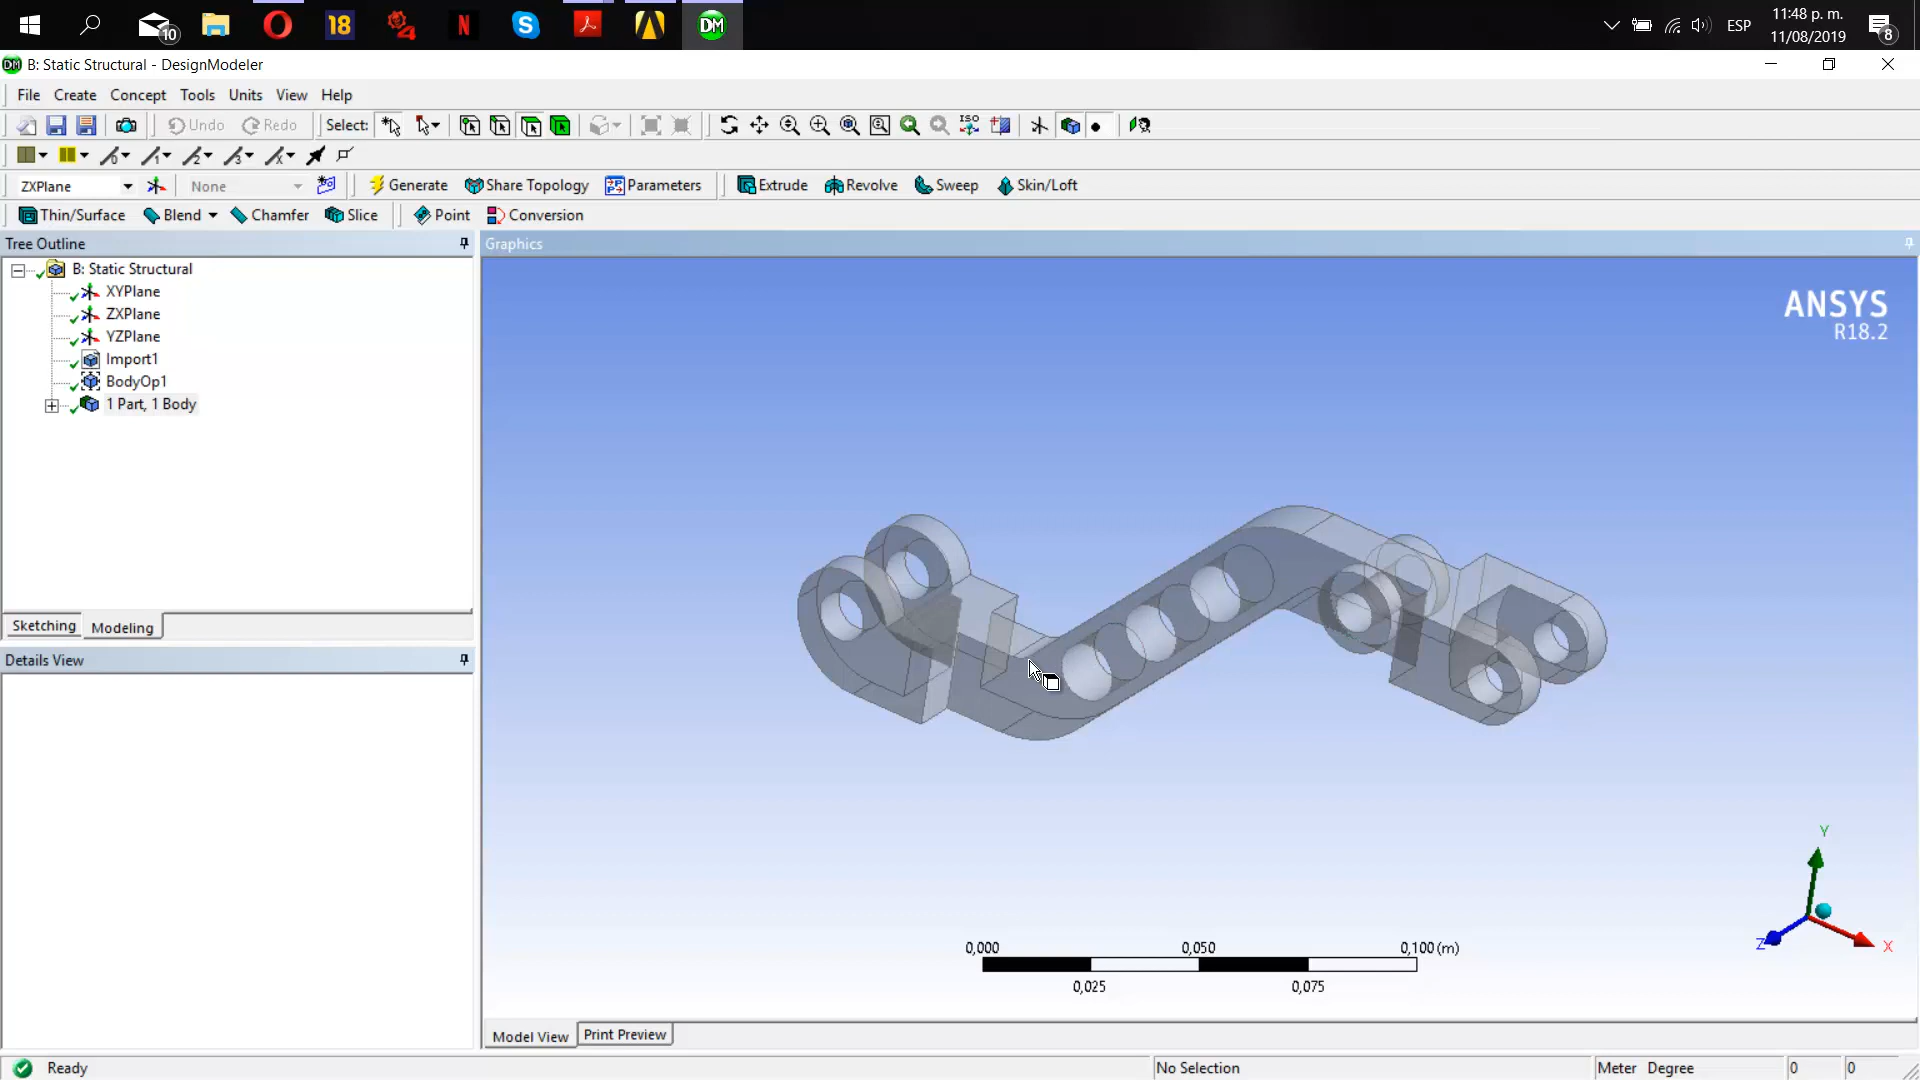 10
18
4
N
S
DM
ESP
11:48 p. m.
11/08/2019
8
DM B: Static Structural - DesignModeler
File Create Concept Tools Units View Help
Undo Redo Select: ISO
ZXPlane None Generate Share Topology Parameters Extrude Revolve Sweep Skin/Loft
Thin/Surface Blend Chamfer Slice Point Conversion
Tree Outline
B: Static Structural
XYPlane
ZXPlane
YZPlane
Import1
BodyOp1
1 Part, 1 Body
Sketching Modeling
Details View
Graphics
ANSYS
R18.2
Y
Z
X
0,000 0,050 0,100 (m)
0,025 0,075
Model View Print Preview
Ready No Selection Meter Degree 0 0